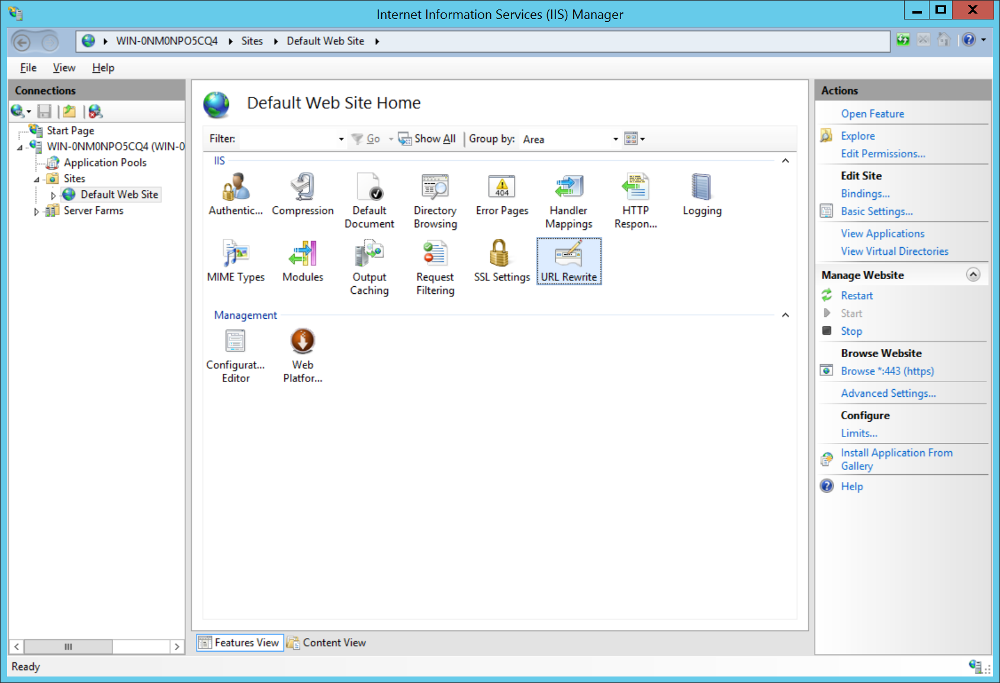 Internet Information Services (IIS) Manager
WIN-0NM0NPO5CQ4 Sites Default Web Site
File View Help
Connections
Start Page
WIN-0NM0NPO5CQ4 (WIN-0
Application Pools
Sites
Default Web Site
Server Farms
Default Web Site Home
Filter: Go Show All Group by: Area
IIS
Authentic... Compression Default Document Directory Browsing Error Pages Handler Mappings HTTP Respon... Logging
404
MIME Types Modules Output Caching Request Filtering SSL Settings URL Rewrite
Management
Configurat... Editor Web Platfor...
Features View Content View
Actions
Open Feature
Explore
Edit Permissions...
Edit Site
Bindings...
Basic Settings...
View Applications
View Virtual Directories
Manage Website
Restart
Start
Stop
Browse Website
Browse *:443 (https)
Advanced Settings...
Configure
Limits...
Install Application From
Gallery
Help
Ready